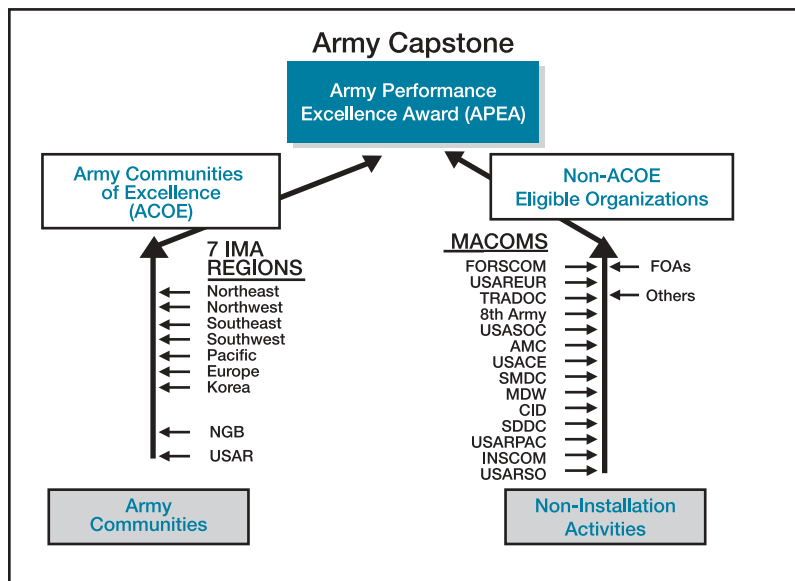 Army Capstone
Army Performance
Excellence Award (APEA)
Army Communities
of Excellence
(ACOE)
Non-ACOE
Eligible Organizations
7 IMA
REGIONS
Northeast
Northwest
Southeast
Southwest
Pacific
Europe
Korea
NGB
USAR
Army
Communities
MACOMS
FORSCOM
USAREUR
TRADOC
8th Army
USASOC
AMC
USACE
SMDC
MDW
CID
SDDC
USARPAC
INSCOM
USARSO
FOAs
Others
Non-Installation
Activities